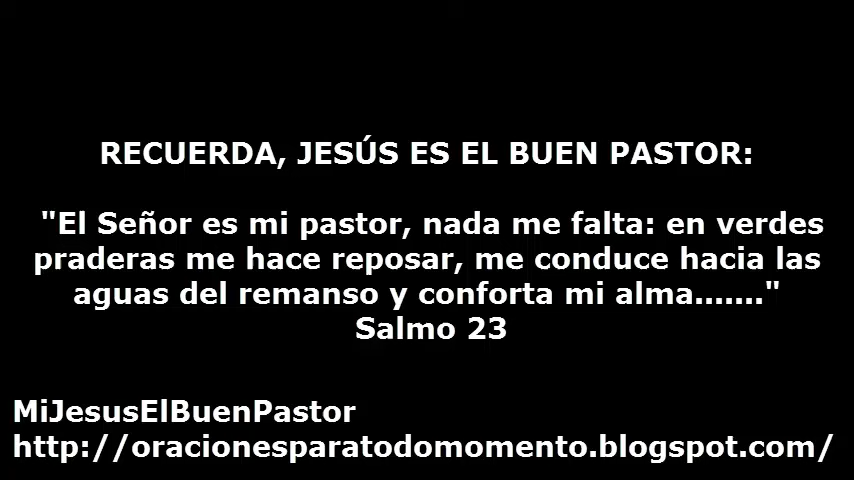 RECUERDA, JESÚS ES EL BUEN PASTOR:
"El Señor es mi pastor, nada me falta: en verdes
praderas me hace reposar, me conduce hacia las
aguas del remanso y conforta mi alma......."
Salmo 23
MiJesusElBuenPastor
http://oracionesparatodomomento.blogspot.com/